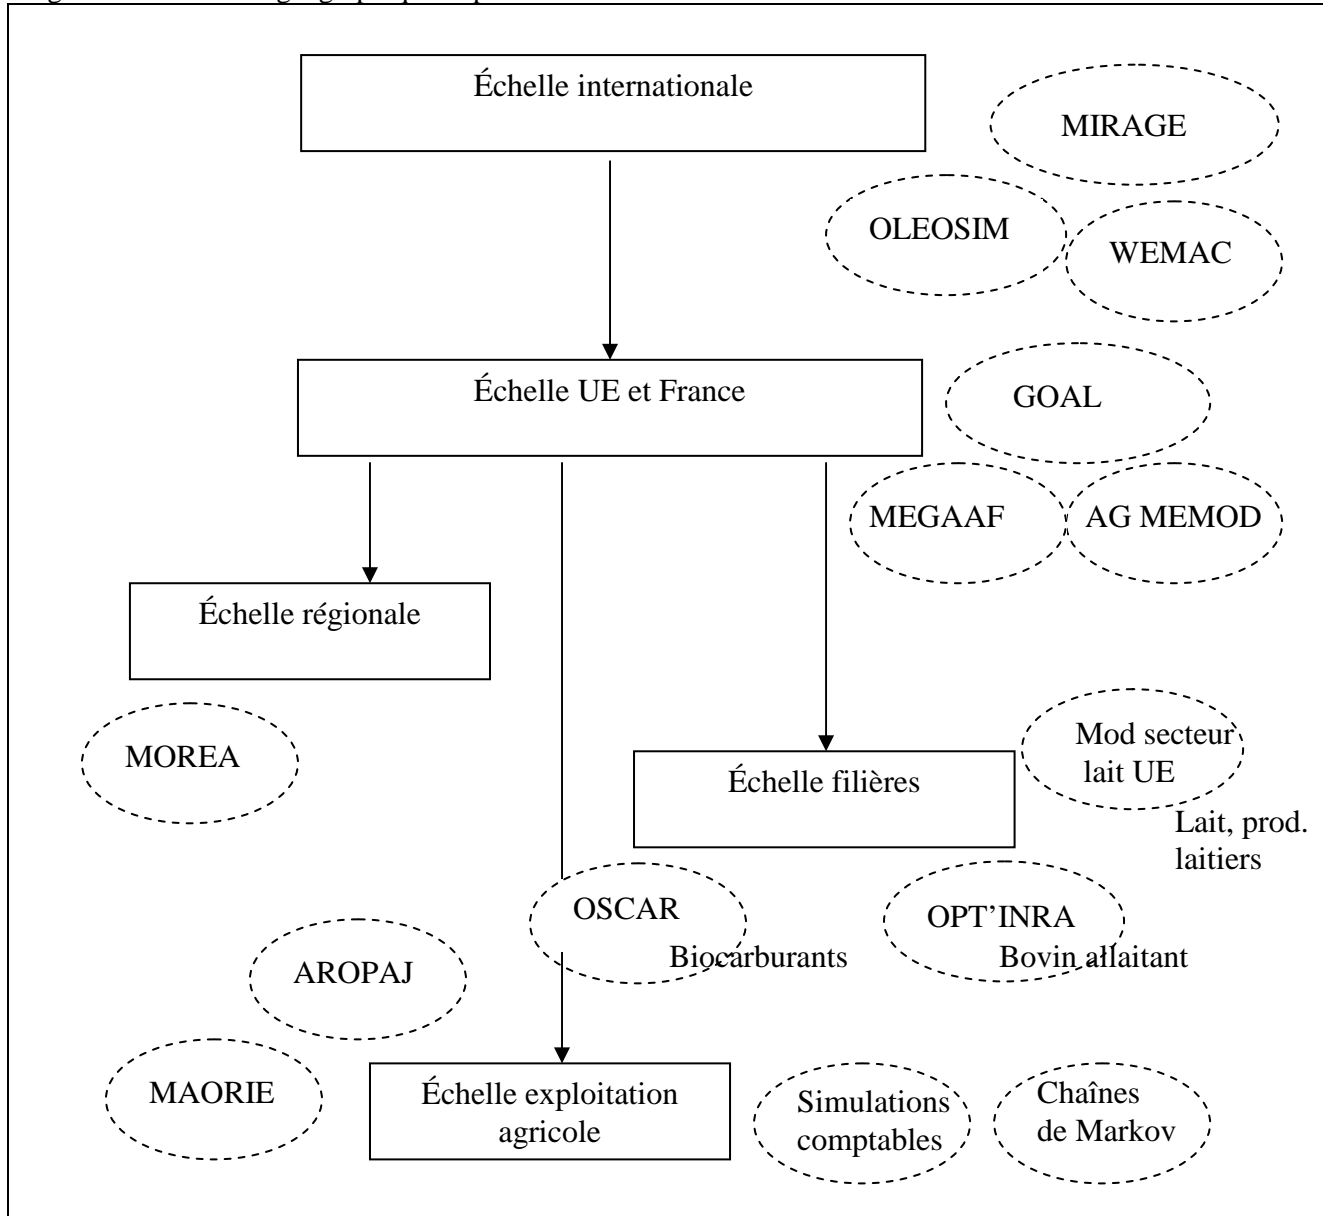 Échelle internationale
MIRAGE
OLEOSIM
WEMAC
Échelle UE et France
GOAL
MEGAAF
AG MEMOD
Échelle régionale
MOREA
Mod secteur
lait UE
Échelle filières
Lait, prod.
laitiers
OSCAR
Biocarburants
OPT’INRA
Bovin allaitant
AROPAJ
MAORIE
Échelle exploitation
agricole
Simulations
comptables
Chaînes
de Markov